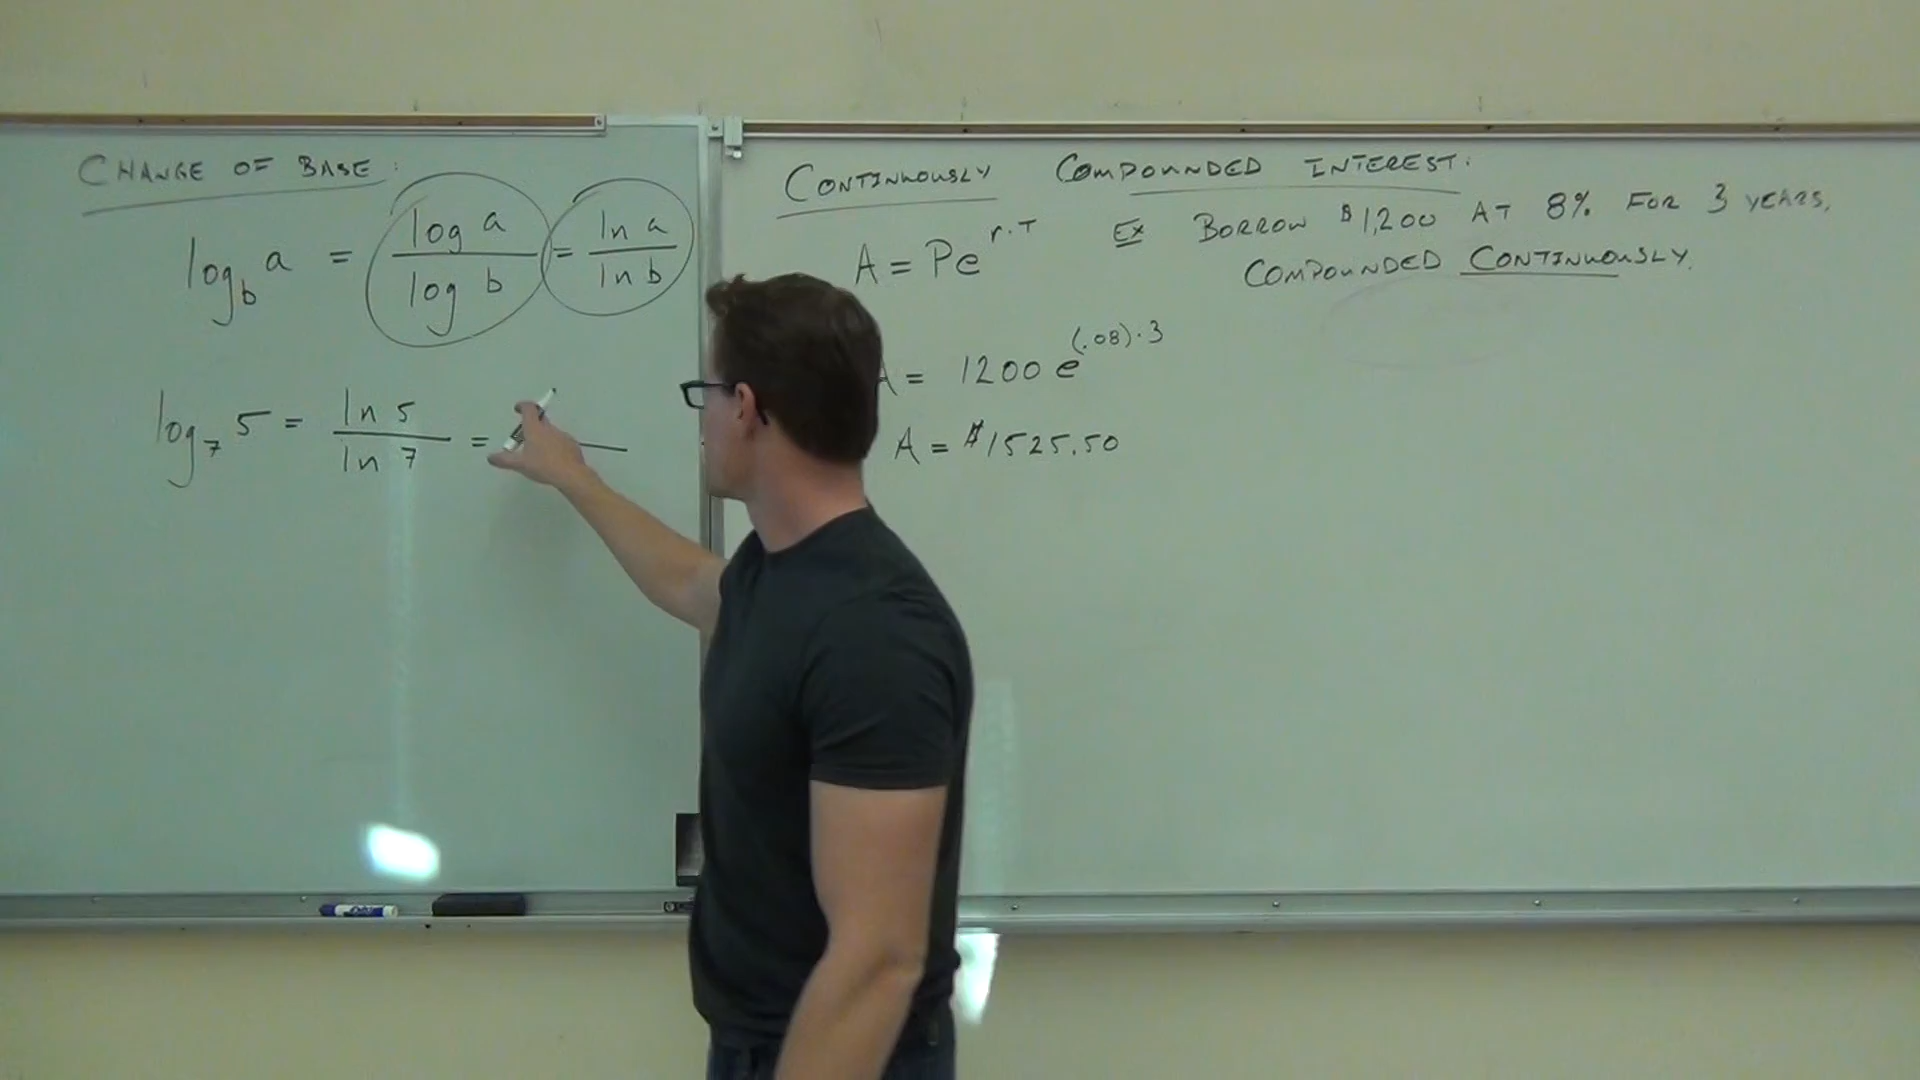 CHANGE OF BASE:
log_b a = log a / log b = ln a / ln b
log_7 5 = ln 5 / ln 7 =
CONTINUOUSLY COMPOUNDED INTEREST:
A = Pe^(r·T)
EX BORROW $1,200 AT 8% FOR 3 YEARS,
COMPOUNDED CONTINUOUSLY.
A = 1200 e^((.08)·3)
A = $1525.50